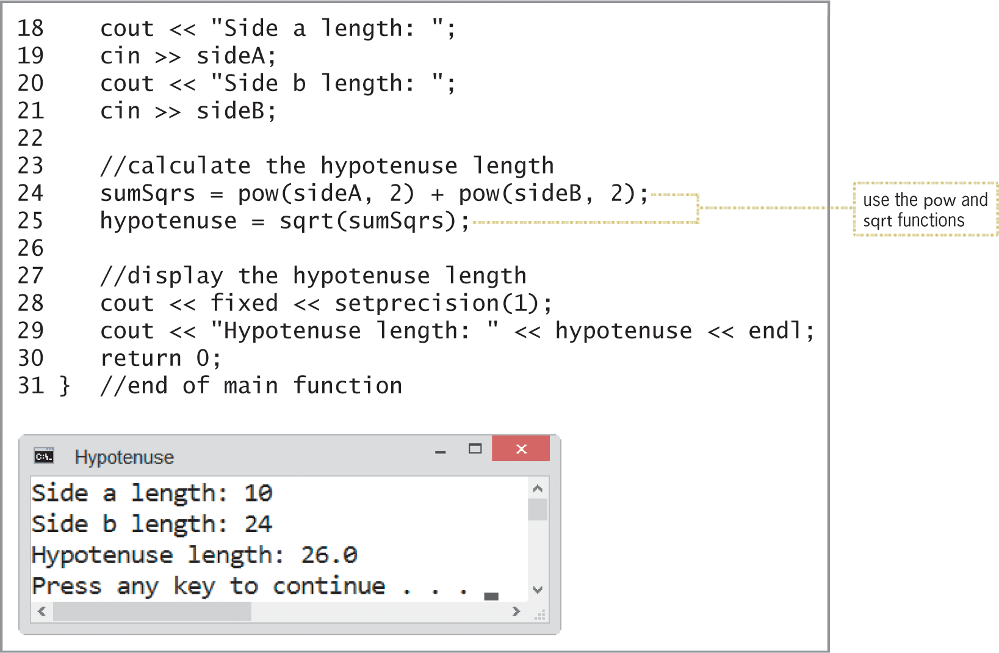 18    cout << "Side a length: ";
19    cin >> sideA;
20    cout << "Side b length: ";
21    cin >> sideB;
22
23    //calculate the hypotenuse length
24    sumSqrs = pow(sideA, 2) + pow(sideB, 2);
25    hypotenuse = sqrt(sumSqrs);
use the pow and
sqrt functions
26
27    //display the hypotenuse length
28    cout << fixed << setprecision(1);
29    cout << "Hypotenuse length: " << hypotenuse << endl;
30    return 0;
31 }  //end of main function
C:\. Hypotenuse
Side a length: 10
Side b length: 24
Hypotenuse length: 26.0
Press any key to continue . . .